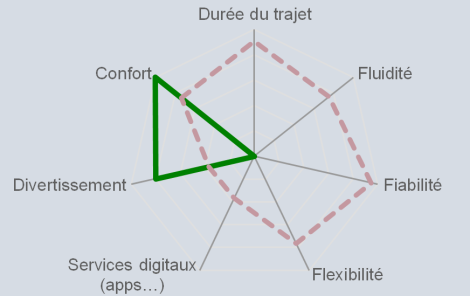 Durée du trajet
Confort
Fluidité
Divertissement
Fiabilité
Services digitaux
(apps...)
Flexibilité